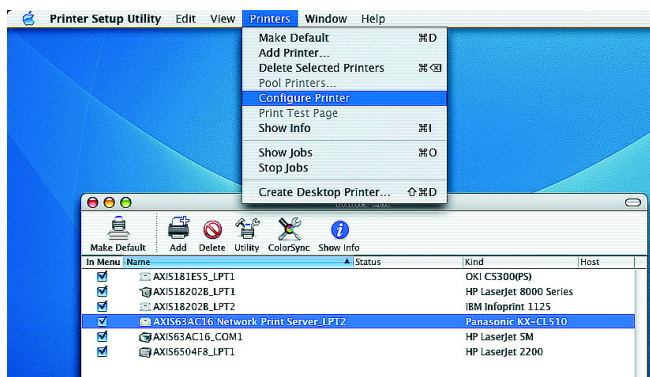 Printer Setup Utility Edit View Printers Window Help
Make Default ⌘D
Add Printer...
Delete Selected Printers ⌘⌫
Pool Printers...
Configure Printer
Print Test Page
Show Info ⌘I
Show Jobs ⌘O
Stop Jobs
Create Desktop Printer... ⇧⌘D
Make Default Add Delete Utility ColorSync Show Info
In Menu Name Status Kind Host
AXIS181E55_LPT1 OKI C5300(PS)
AXIS18202B_LPT1 HP LaserJet 8000 Series
AXIS18202B_LPT2 IBM Infoprint 1125
AXIS63AC16 Network Print Server_LPT2 Panasonic KX-CL510
AXIS63AC16_COM1 HP LaserJet 5M
AXIS6504F8_LPT1 HP LaserJet 2200